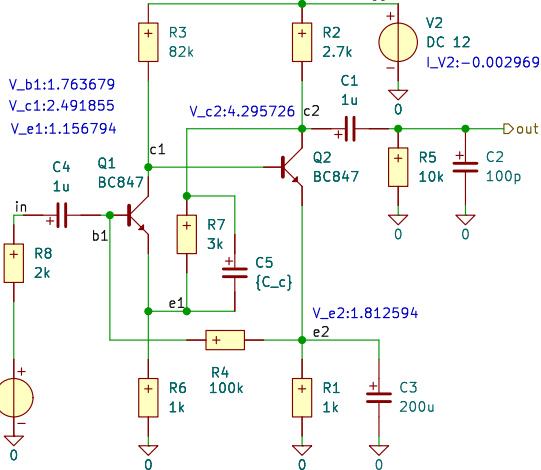 R3
82k
R2
2.7k
V2
DC 12
I_V2:-0.002969
+
-
0
V_b1:1.763679
V_c1:2.491855
V_e1:1.156794
V_c2:4.295726
c2
C1
1u
+
out
c1
Q1
BC847
Q2
BC847
R5
10k
C2
100p
+
0
0
C4
1u
in
+
b1
R8
2k
R7
3k
+
C5
{C_c}
e1
V_e2:1.812594
e2
R4
100k
+
R6
1k
R1
1k
C3
200u
+
+
-
0
0
0
0